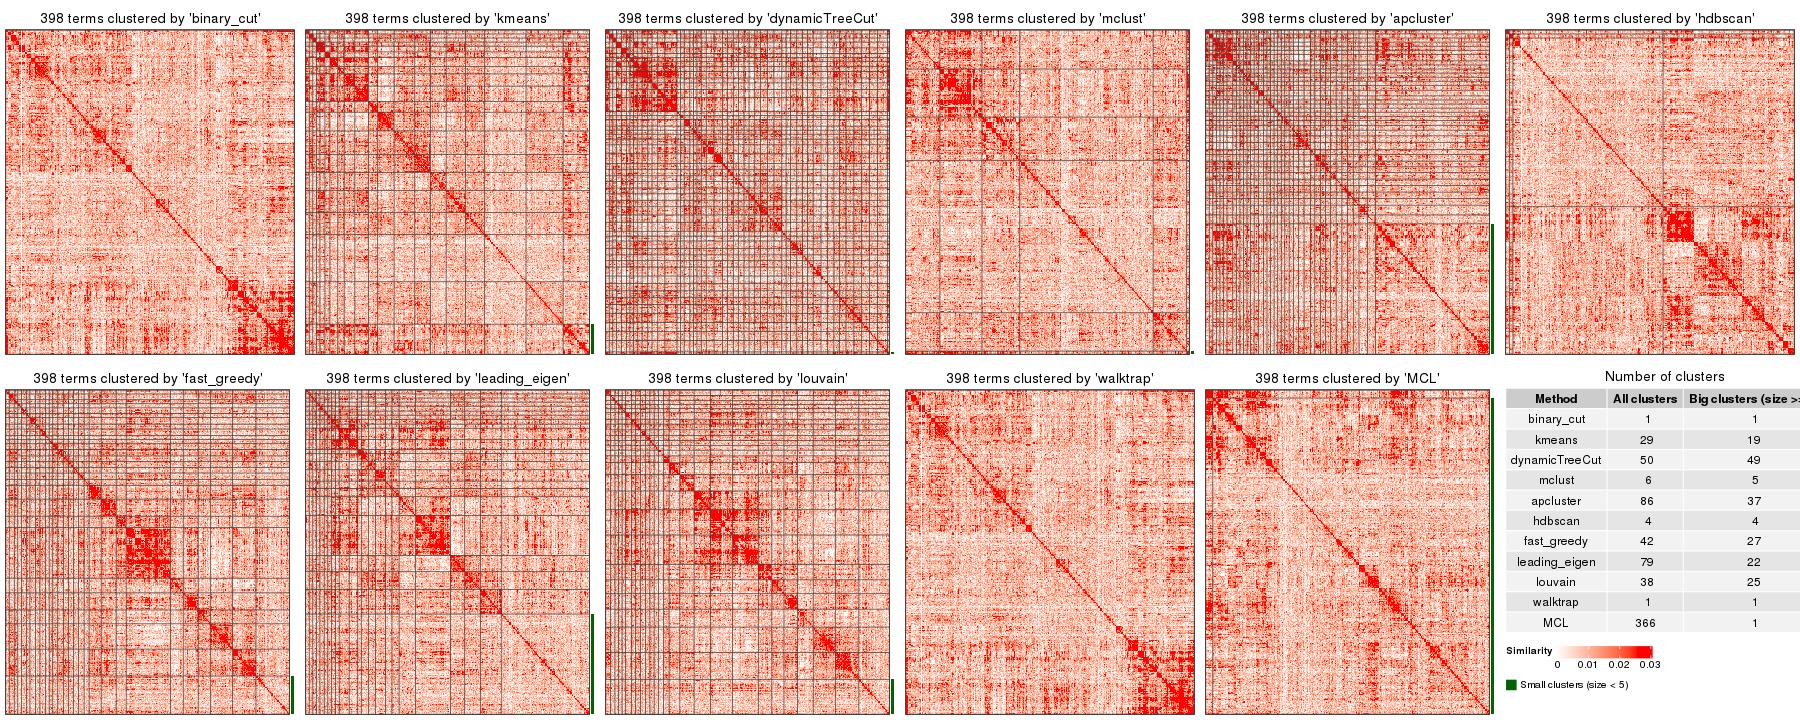 398 terms clustered by 'binary_cut'
398 terms clustered by 'kmeans'
398 terms clustered by 'dynamicTreeCut'
398 terms clustered by 'mclust'
398 terms clustered by 'apcluster'
398 terms clustered by 'hdbscan'
398 terms clustered by 'fast_greedy'
398 terms clustered by 'leading_eigen'
398 terms clustered by 'louvain'
398 terms clustered by 'walktrap'
398 terms clustered by 'MCL'
Number of clusters
Method All clusters Big clusters (size >=
binary_cut 1 1
kmeans 29 19
dynamicTreeCut 50 49
mclust 6 5
apcluster 86 37
hdbscan 4 4
fast_greedy 42 27
leading_eigen 79 22
louvain 38 25
walktrap 1 1
MCL 366 1
Similarity
0 0.01 0.02 0.03
Small clusters (size < 5)